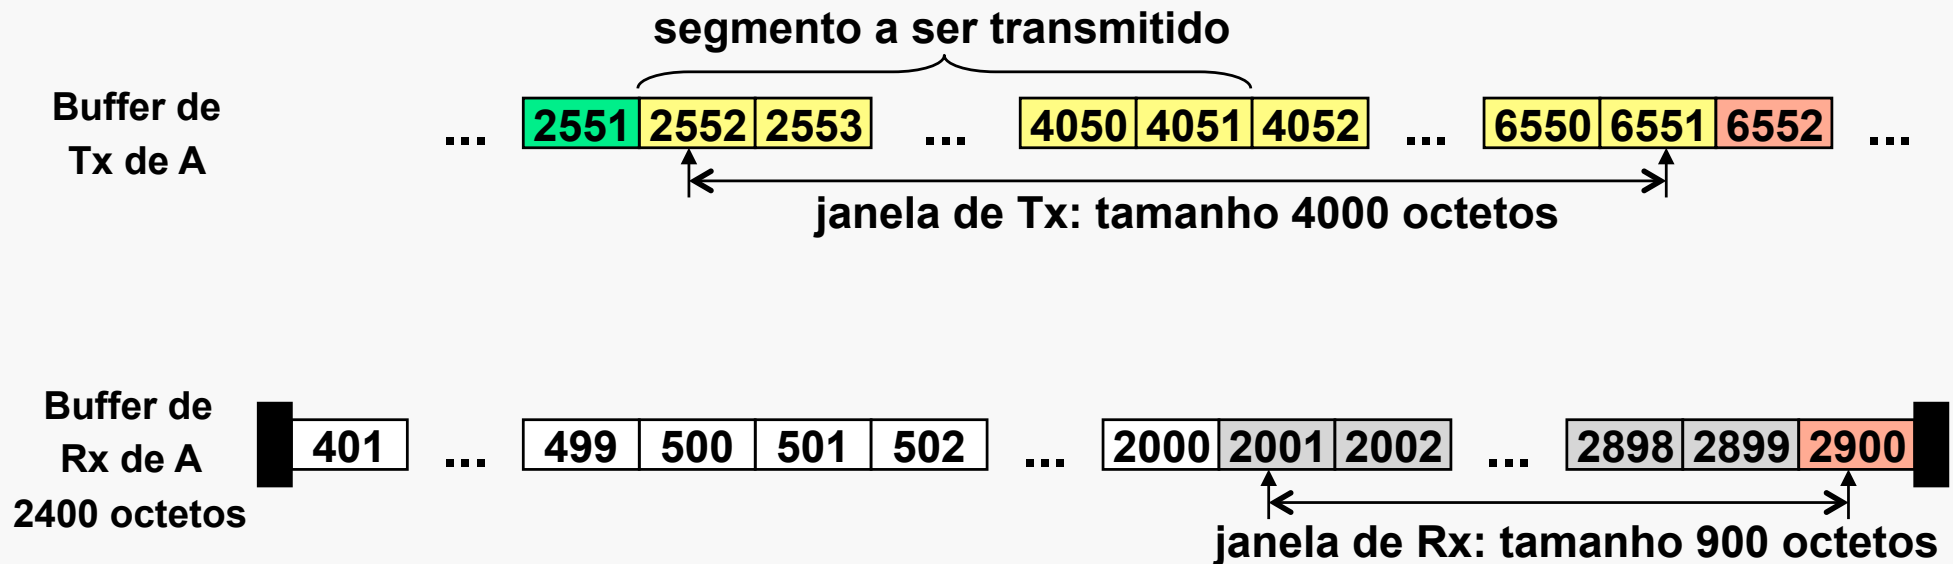 segmento a ser transmitido
Buffer de
Tx de A
... 2551 2552 2553 ... 4050 4051 4052 ... 6550 6551 6552 ...
janela de Tx: tamanho 4000 octetos
Buffer de
Rx de A
2400 octetos
401 ... 499 500 501 502 ... 2000 2001 2002 ... 2898 2899 2900
janela de Rx: tamanho 900 octetos